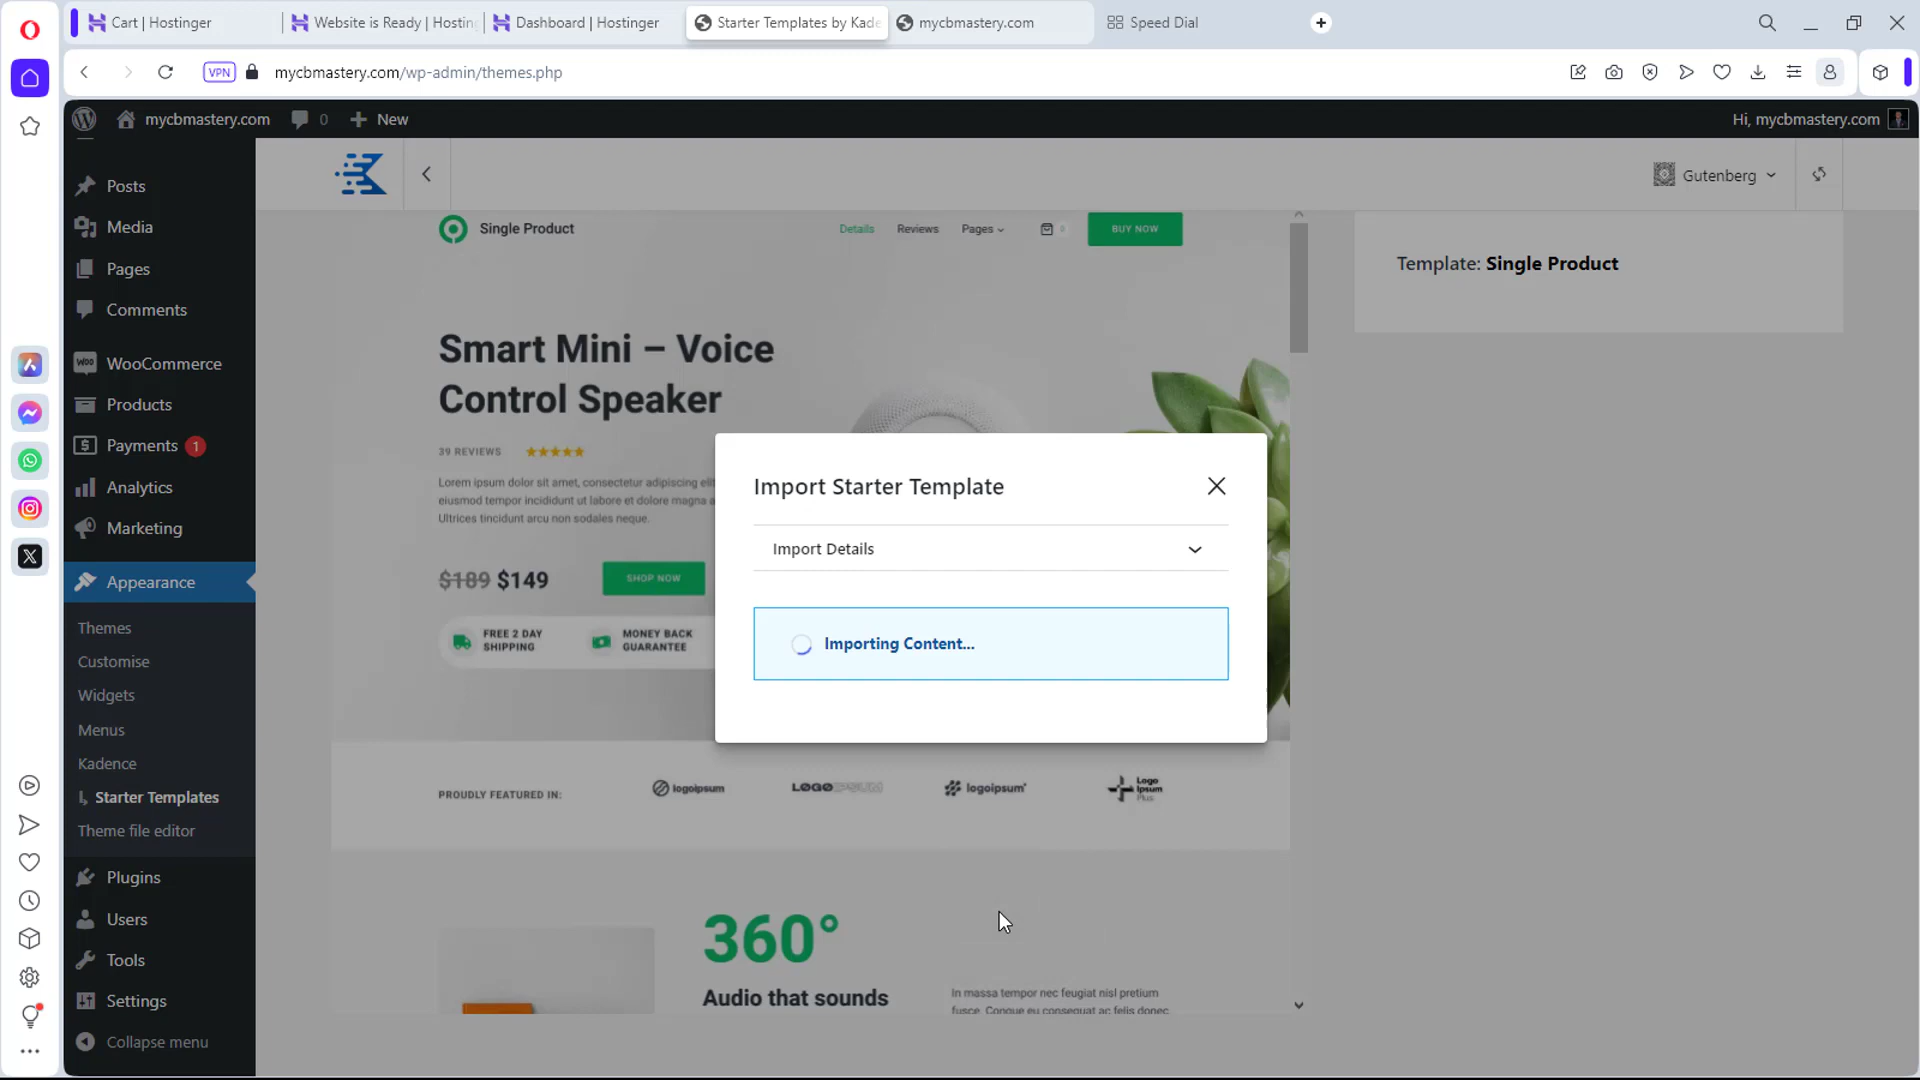 Cart | Hostinger
Website is Ready | Hosting
Dashboard | Hostinger
Starter Templates by Kade
mycbmastery.com
Speed Dial
VPN
mycbmastery.com/wp-admin/themes.php
mycbmastery.com
0
New
Hi, mycbmastery.com
Posts
Media
Pages
Comments
WooCommerce
Products
Payments 1
Analytics
Marketing
Appearance
Themes
Customise
Widgets
Menus
Kadence
Starter Templates
Theme file editor
Plugins
Users
Tools
Settings
Collapse menu
Gutenberg
Single Product
Details
Reviews
Pages
0
BUY NOW
Template: Single Product
Smart Mini – Voice
Control Speaker
39 REVIEWS
Lorem ipsum dolor sit amet, consectetur adipiscing elit
eiusmod tempor incididunt ut labore et dolore magna a
Ultrices tincidunt arcu non sodales neque.
$189 $149
SHOP NOW
FREE 2 DAY
SHIPPING
MONEY BACK
GUARANTEE
Import Starter Template
Import Details
Importing Content...
PROUDLY FEATURED IN:
logoipsum
LOGOIPSUM
logoipsum
Logo
Ipsum
Plus
360°
Audio that sounds
In massa tempor nec feugiat nisl pretium
fusce. Congue eu consequat ac felis donec.